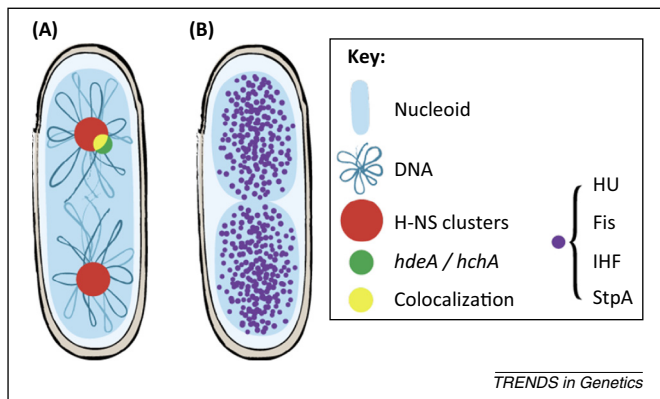 (A)
(B)
Key:
Nucleoid
DNA
H-NS clusters
hdeA / hchA
Colocalization
HU
Fis
IHF
StpA
TRENDS in Genetics